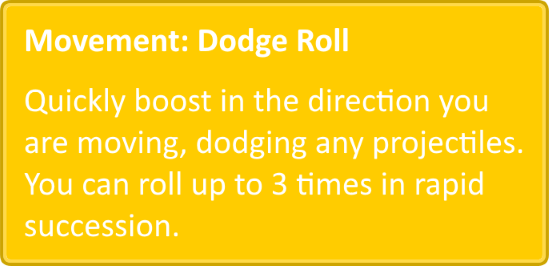 Movement: Dodge Roll
Quickly boost in the direction you
are moving, dodging any projectiles.
You can roll up to 3 times in rapid
succession.